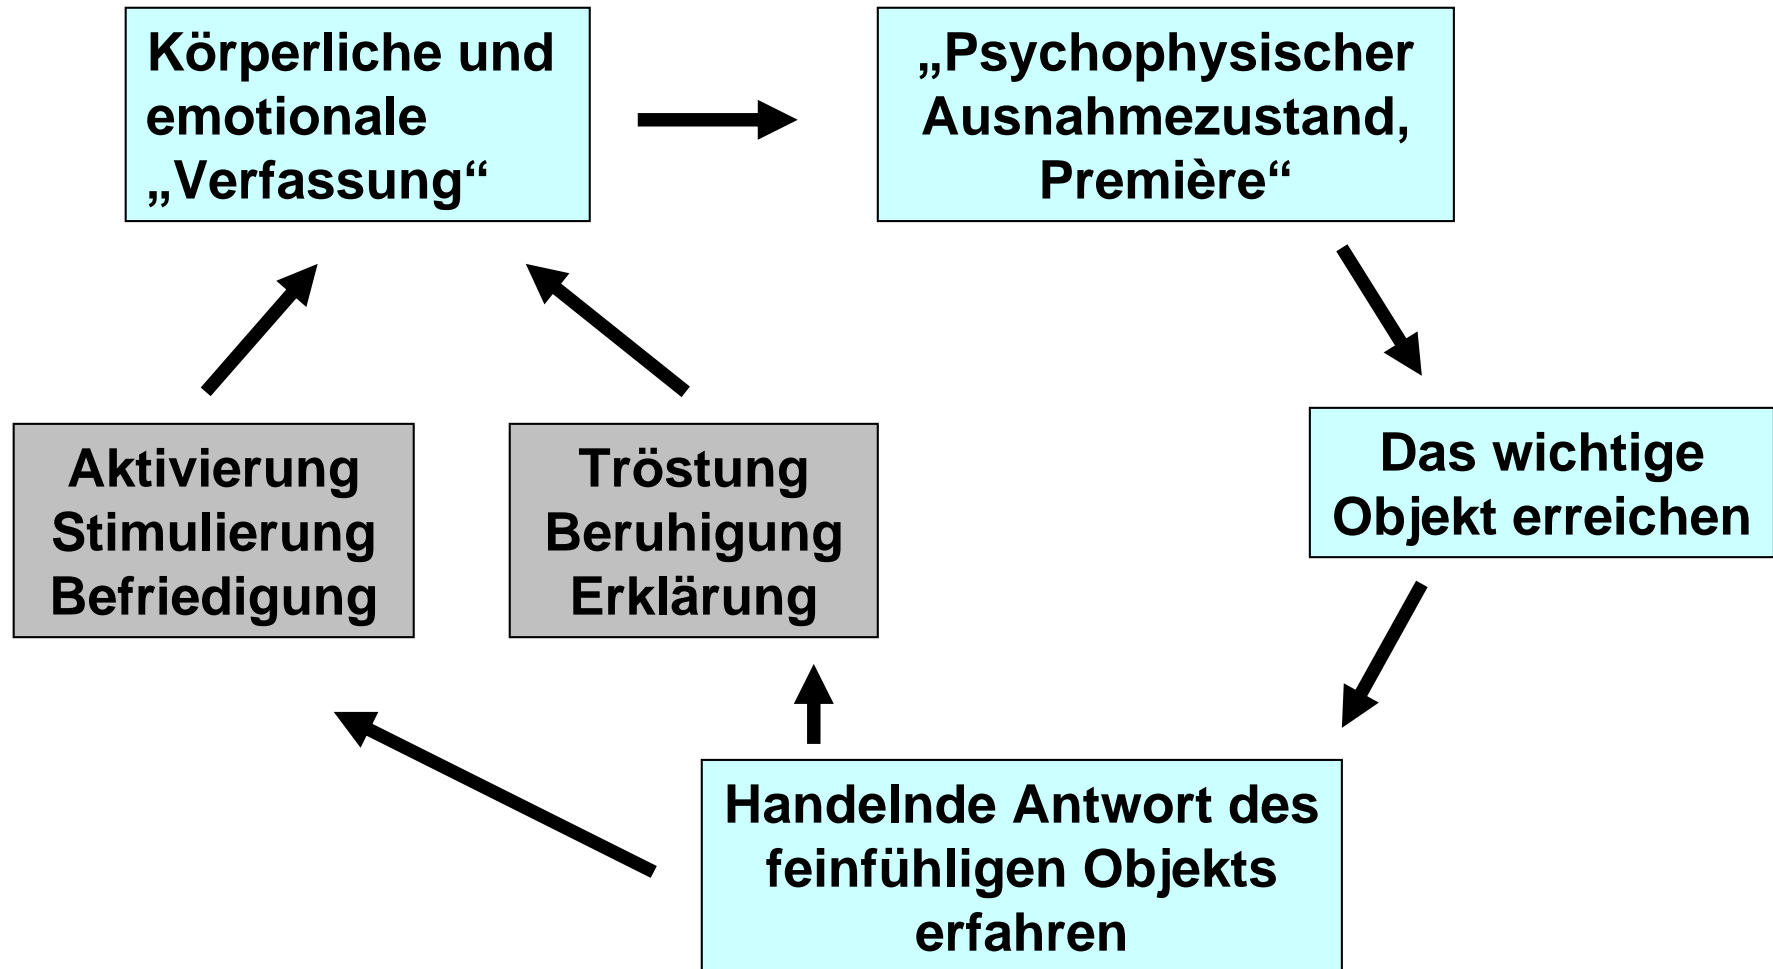 Körperliche und
emotionale
„Verfassung“
„Psychophysischer
Ausnahmezustand,
Première“
Aktivierung
Stimulierung
Befriedigung
Tröstung
Beruhigung
Erklärung
Das wichtige
Objekt erreichen
Handelnde Antwort des
feinfühligen Objekts
erfahren